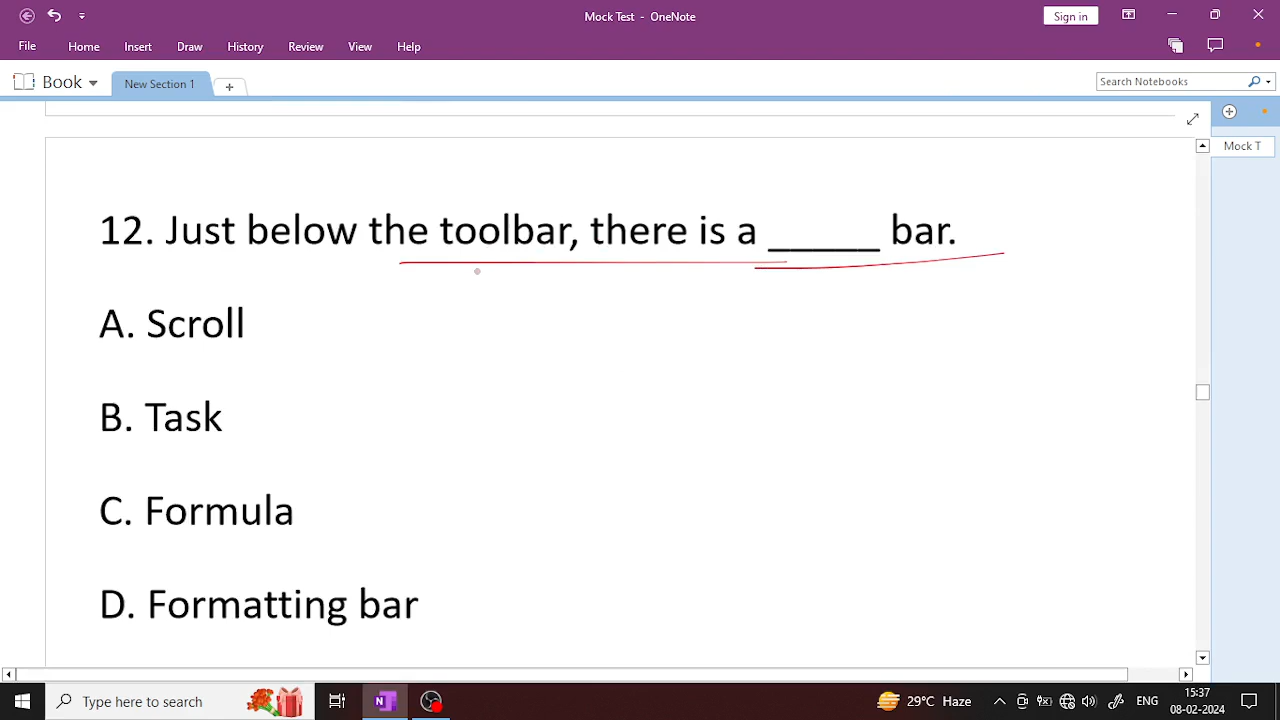 Mock Test - OneNote
Sign in
File Home Insert Draw History Review View Help
Book New Section 1 + Search Notebooks
Mock T
12. Just below the toolbar, there is a _____ bar.
A. Scroll
B. Task
C. Formula
D. Formatting bar
Type here to search
N
29°C Haze
ENG
15:37
08-02-2024